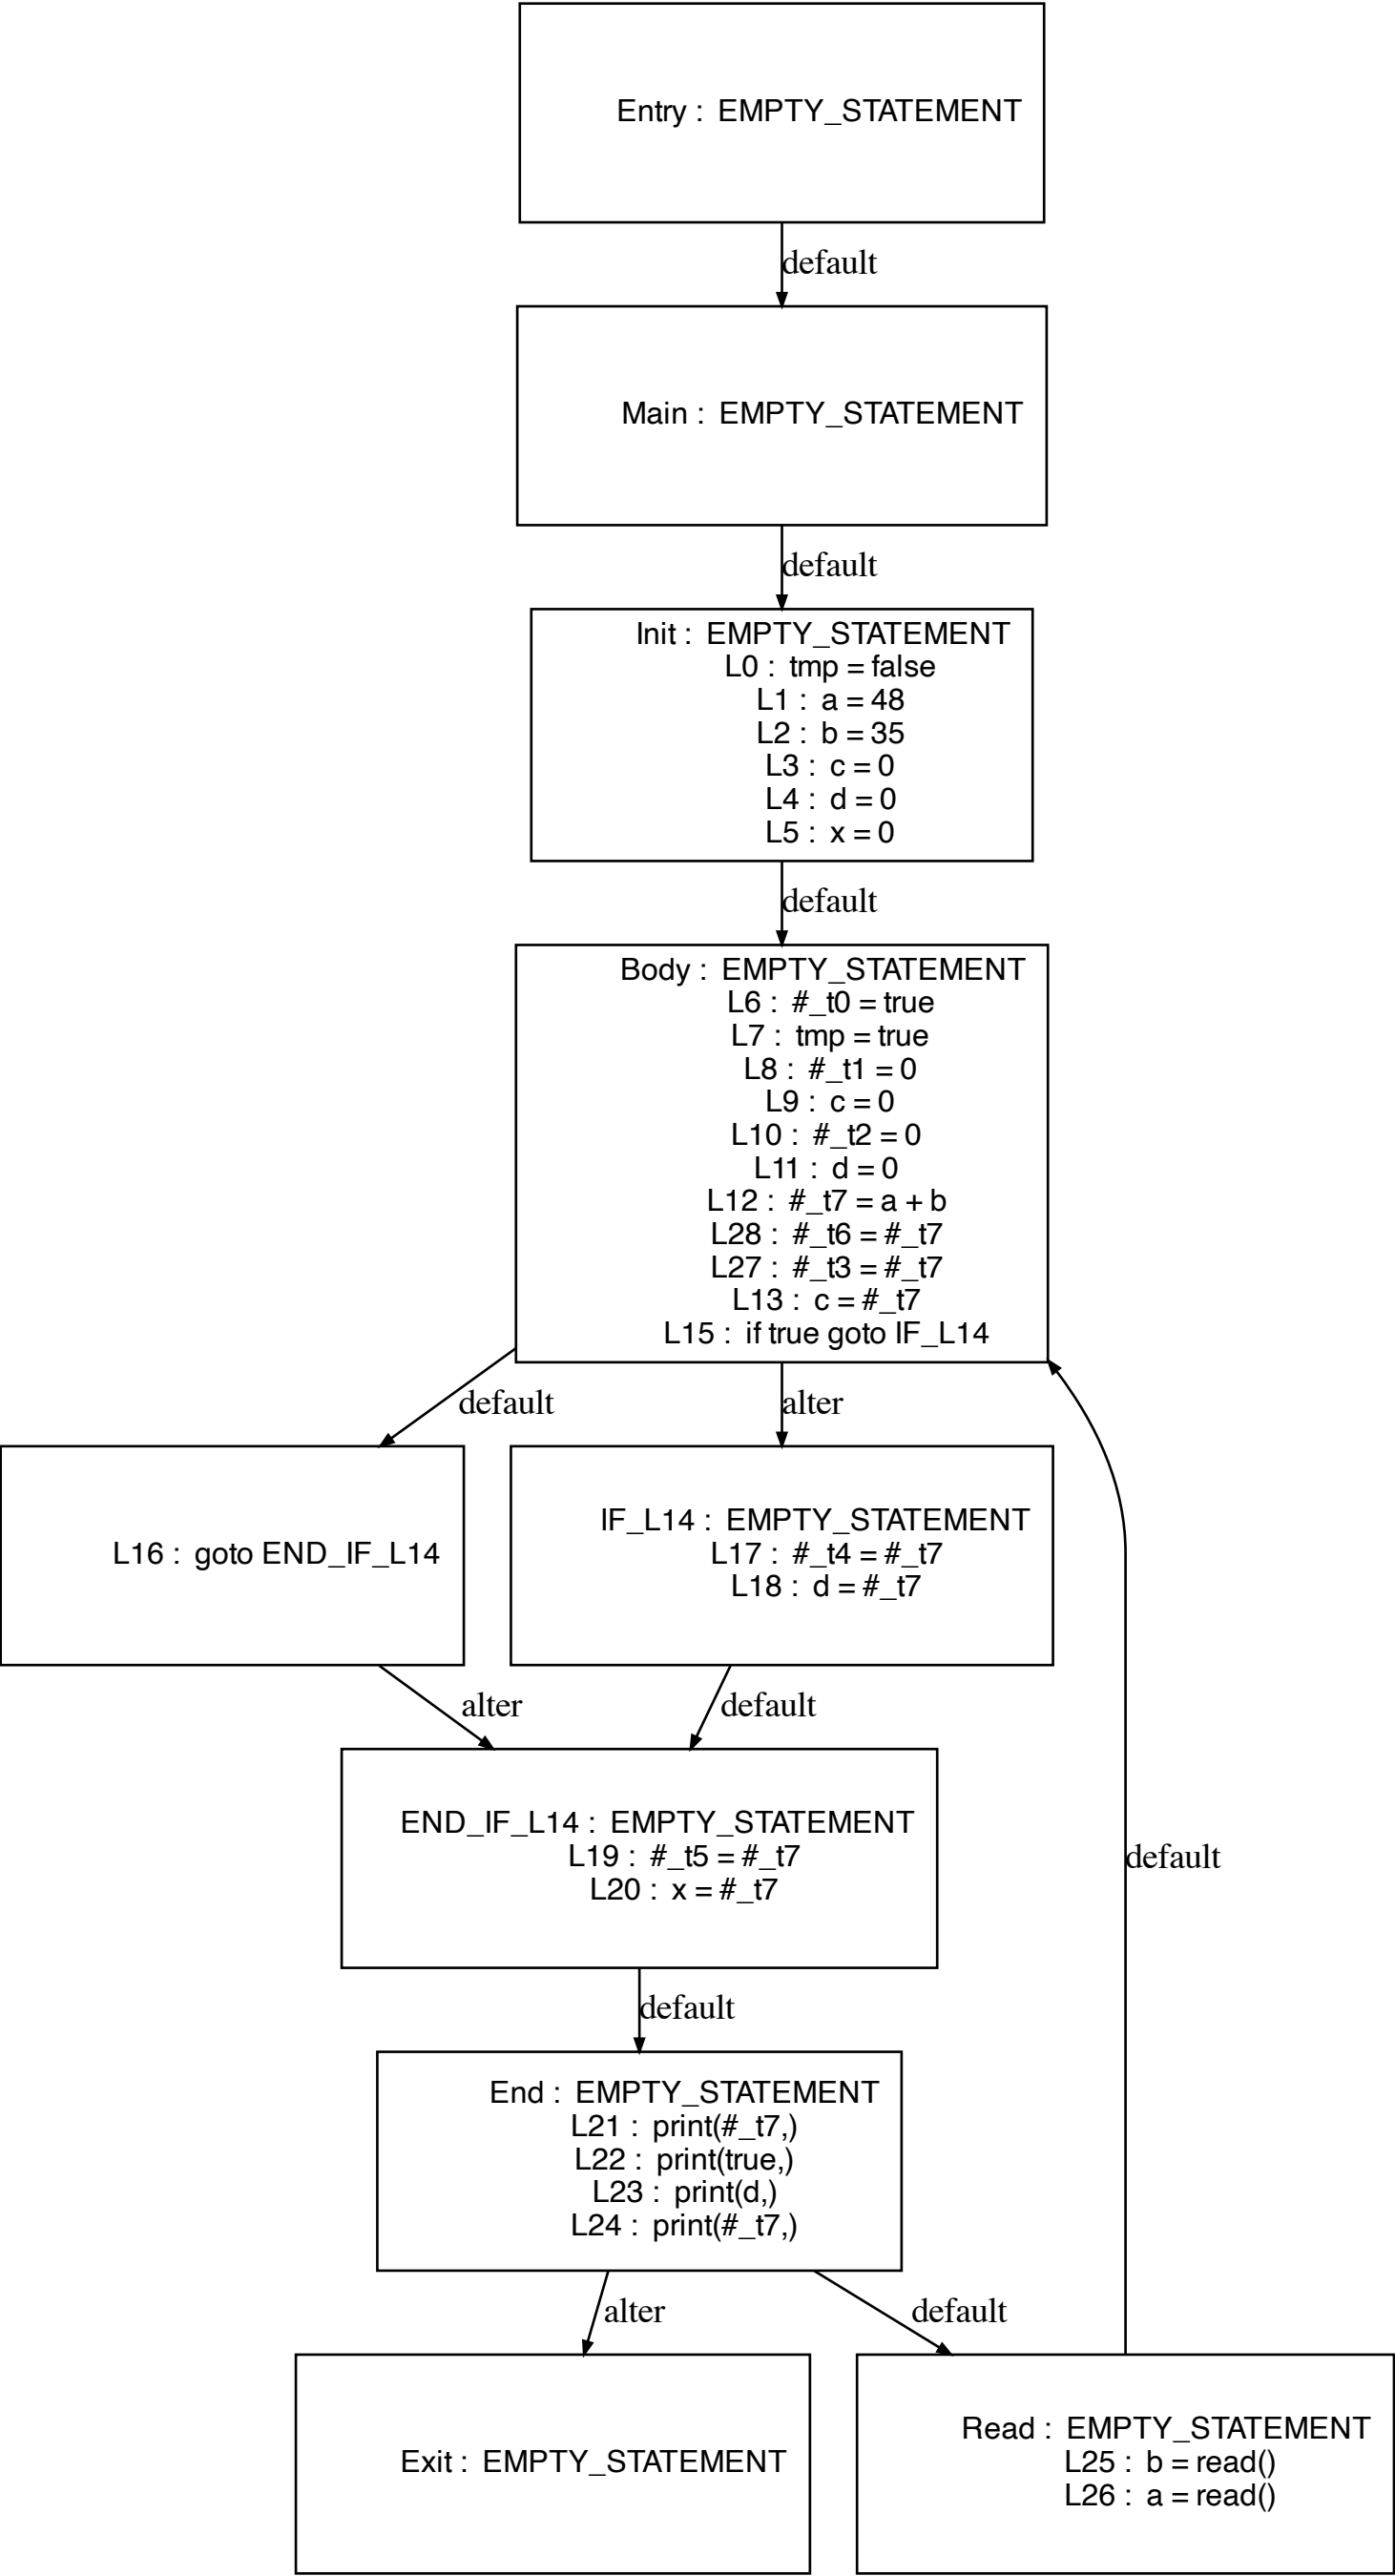 Entry :  EMPTY_STATEMENT
default
Main :  EMPTY_STATEMENT
default
Init :  EMPTY_STATEMENT
L0 :  tmp = false
L1 :  a = 48
L2 :  b = 35
L3 :  c = 0
L4 :  d = 0
L5 :  x = 0
default
Body :  EMPTY_STATEMENT
L6 :  #_t0 = true
L7 :  tmp = true
L8 :  #_t1 = 0
L9 :  c = 0
L10 :  #_t2 = 0
L11 :  d = 0
L12 :  #_t7 = a + b
L28 :  #_t6 = #_t7
L27 :  #_t3 = #_t7
L13 :  c = #_t7
L15 :  if true goto IF_L14
default
alter
L16 :  goto END_IF_L14
IF_L14 :  EMPTY_STATEMENT
L17 :  #_t4 = #_t7
L18 :  d = #_t7
alter
default
END_IF_L14 :  EMPTY_STATEMENT
L19 :  #_t5 = #_t7
L20 :  x = #_t7
default
default
End :  EMPTY_STATEMENT
L21 :  print(#_t7,)
L22 :  print(true,)
L23 :  print(d,)
L24 :  print(#_t7,)
alter
default
Exit :  EMPTY_STATEMENT
Read :  EMPTY_STATEMENT
L25 :  b = read()
L26 :  a = read()